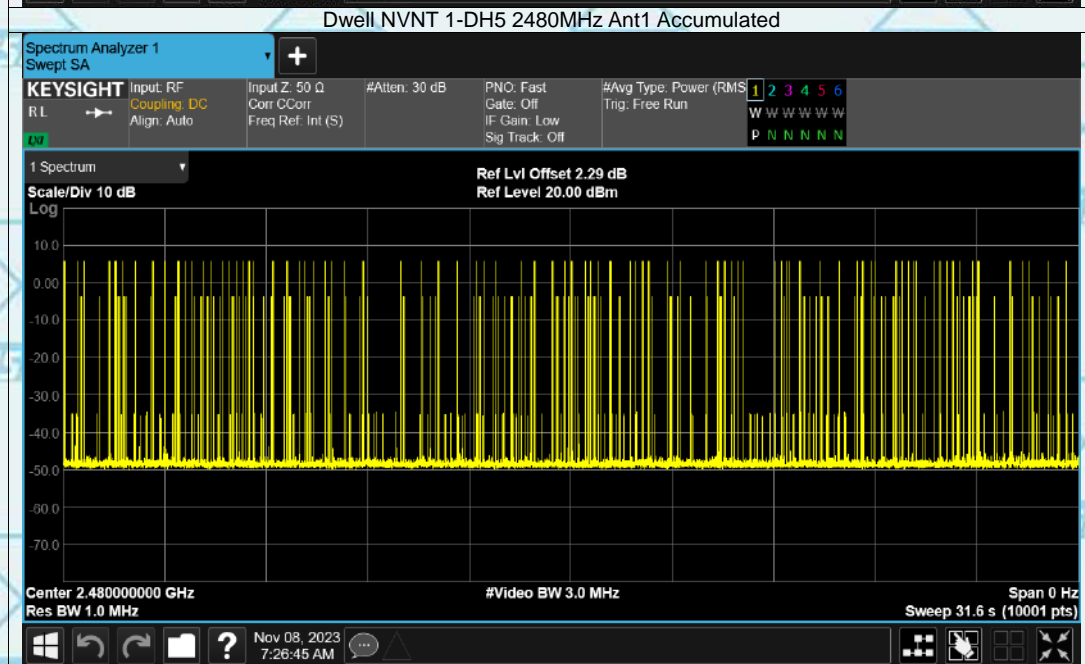 Dwell NVNT 1-DH5 2480MHz Ant1 Accumulated
Spectrum Analyzer 1
Swept SA
+
KEYSIGHT Input: RF Input Z: 50 Ω #Atten: 30 dB PNO: Fast #Avg Type: Power (RMS 1 2 3 4 5 6
R L Coupling: DC Corr CCorr Gate: Off Trig: Free Run W W W W W W
Align: Auto Freq Ref: Int (S) IF Gain: Low P N N N N N
LXI Sig Track: Off
1 Spectrum
Ref Lvl Offset 2.29 dB
Scale/Div 10 dB Ref Level 20.00 dBm
Log
10.0
0.00
-10.0
-20.0
-30.0
-40.0
-50.0
-60.0
-70.0
Center 2.480000000 GHz #Video BW 3.0 MHz Span 0 Hz
Res BW 1.0 MHz Sweep 31.6 s (10001 pts)
? Nov 08, 2023
7:26:45 AM